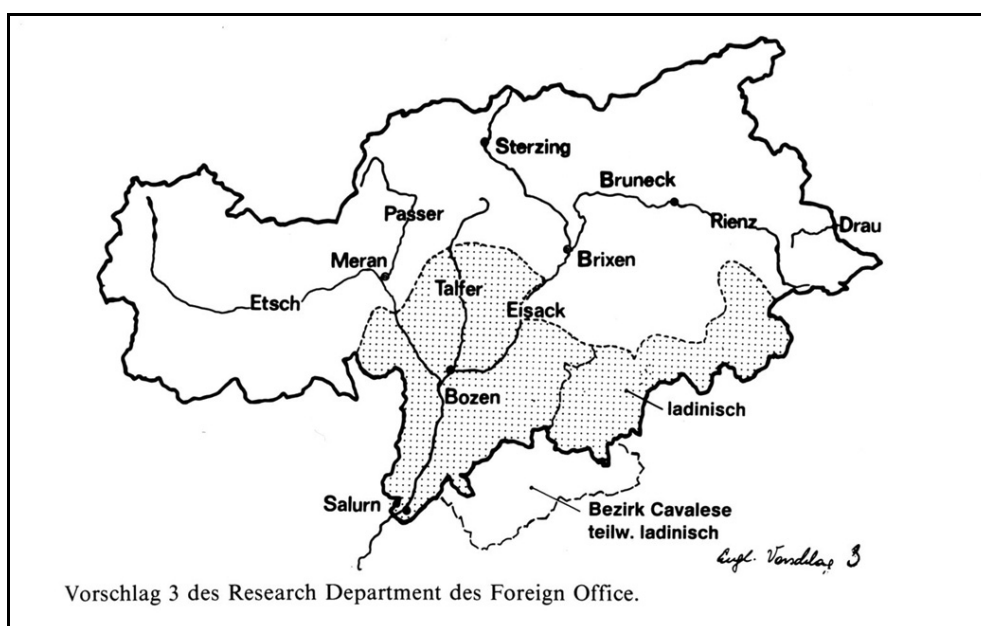 Sterzing
Bruneck
Passer
Rienz
Drau
Meran
Brixen
Talfer
Etsch
Eisack
Bozen
ladinisch
Salurn
Bezirk Cavalese
teilw. ladinisch
Engl. Vorschlag 3
Vorschlag 3 des Research Department des Foreign Office.